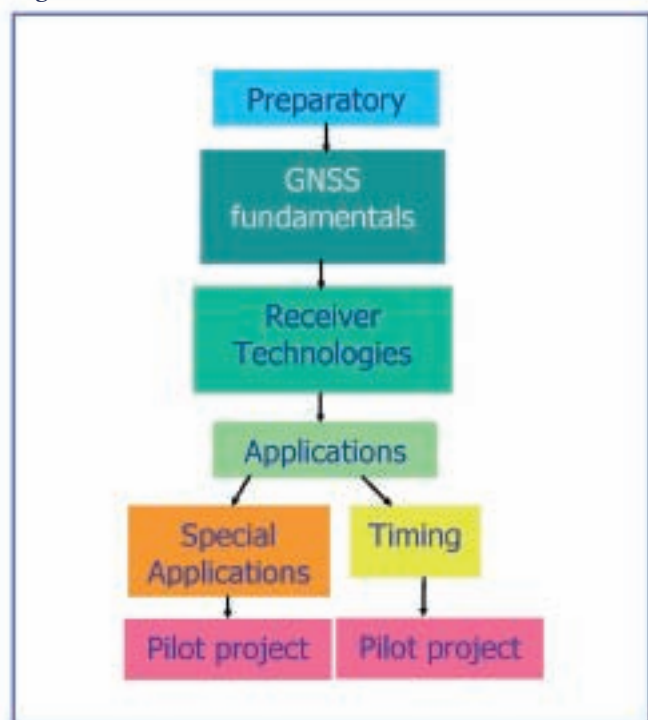 Preparatory
GNSS
fundamentals
Receiver
Technologies
Applications
Special
Applications
Timing
Pilot project
Pilot project